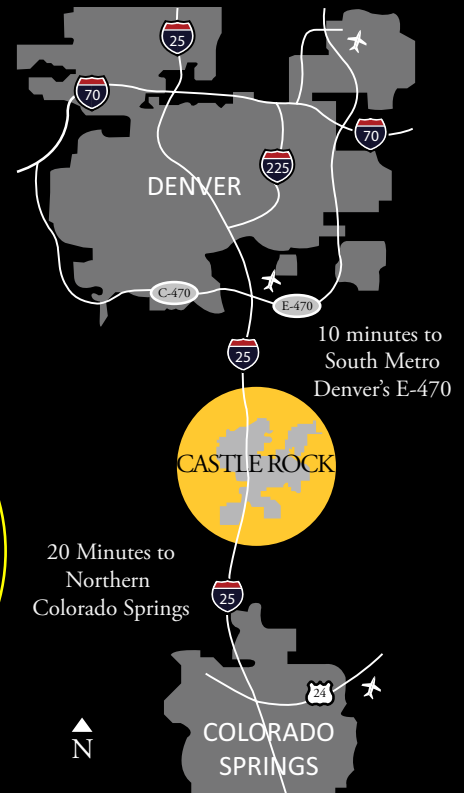 25
70
70
225
DENVER
C-470
E-470
10 minutes to
South Metro
Denver's E-470
25
CASTLE ROCK
20 Minutes to
Northern
Colorado Springs
25
24
N
COLORADO
SPRINGS